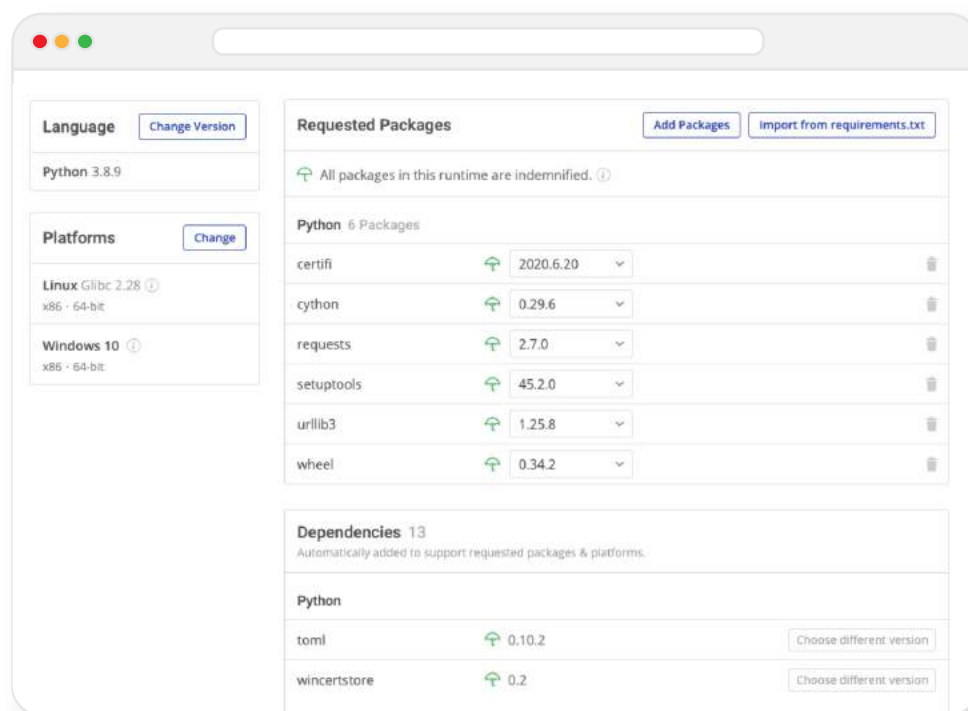 Language
Change Version
Python 3.8.9
Platforms
Change
Linux Glibc 2.28
x86 · 64-bit
Windows 10
x86 · 64-bit
Requested Packages
Add Packages
Import from requirements.txt
All packages in this runtime are indemnified.
Python 6 Packages
certifi 2020.6.20
cython 0.29.6
requests 2.7.0
setuptools 45.2.0
urllib3 1.25.8
wheel 0.34.2
Dependencies 13
Automatically added to support requested packages & platforms.
Python
toml 0.10.2 Choose different version
wincertstore 0.2 Choose different version